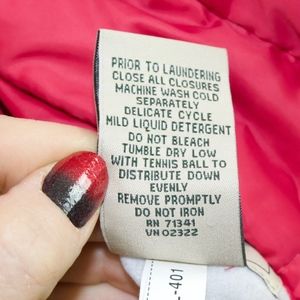 PRIOR TO LAUNDERING
CLOSE ALL CLOSURES
MACHINE WASH COLD
SEPARATELY
DELICATE CYCLE
MILD LIQUID DETERGENT
DO NOT BLEACH
TUMBLE DRY LOW
WITH TENNIS BALL TO
DISTRIBUTE DOWN
EVENLY
REMOVE PROMPTLY
DO NOT IRON
RN 71341
VN 02322
L-401